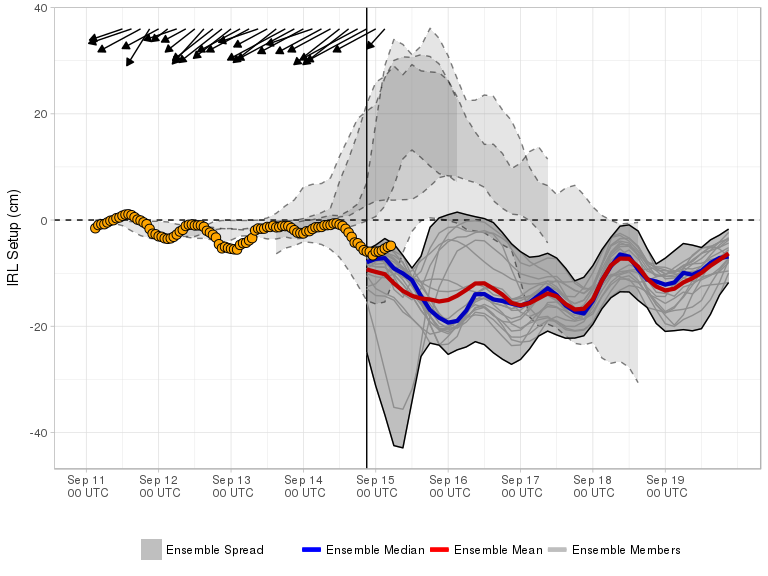 40
20
0
-20
-40
IRL Setup (cm)
Sep 11 Sep 12 Sep 13 Sep 14 Sep 15 Sep 16 Sep 17 Sep 18 Sep 19
00 UTC 00 UTC 00 UTC 00 UTC 00 UTC 00 UTC 00 UTC 00 UTC 00 UTC
Ensemble Spread Ensemble Median Ensemble Mean Ensemble Members